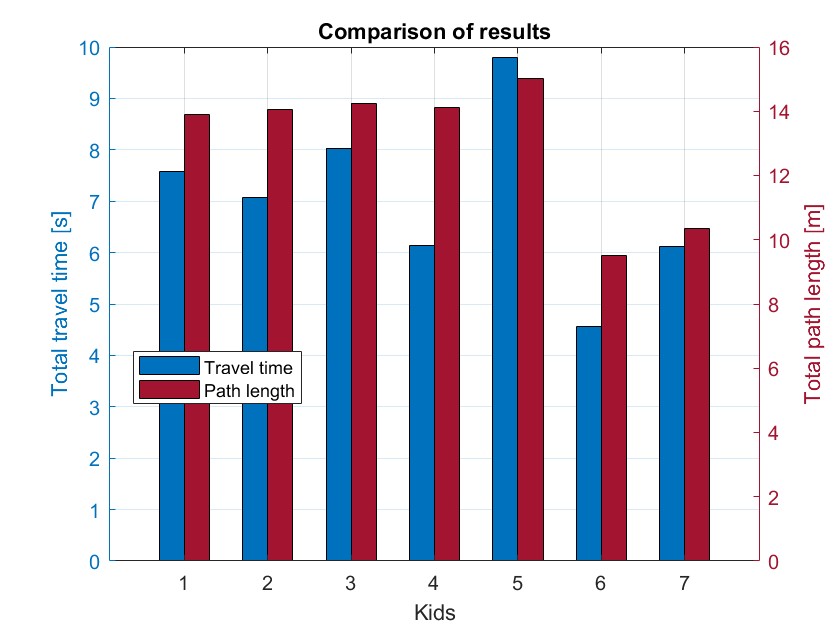 Comparison of results
Total travel time [s]
10
9
8
7
6
5
4
3
2
1
0
Travel time
Path length
1 2 3 4 5 6 7
Kids
16
14
12
10
8
6
4
2
0
Total path length [m]